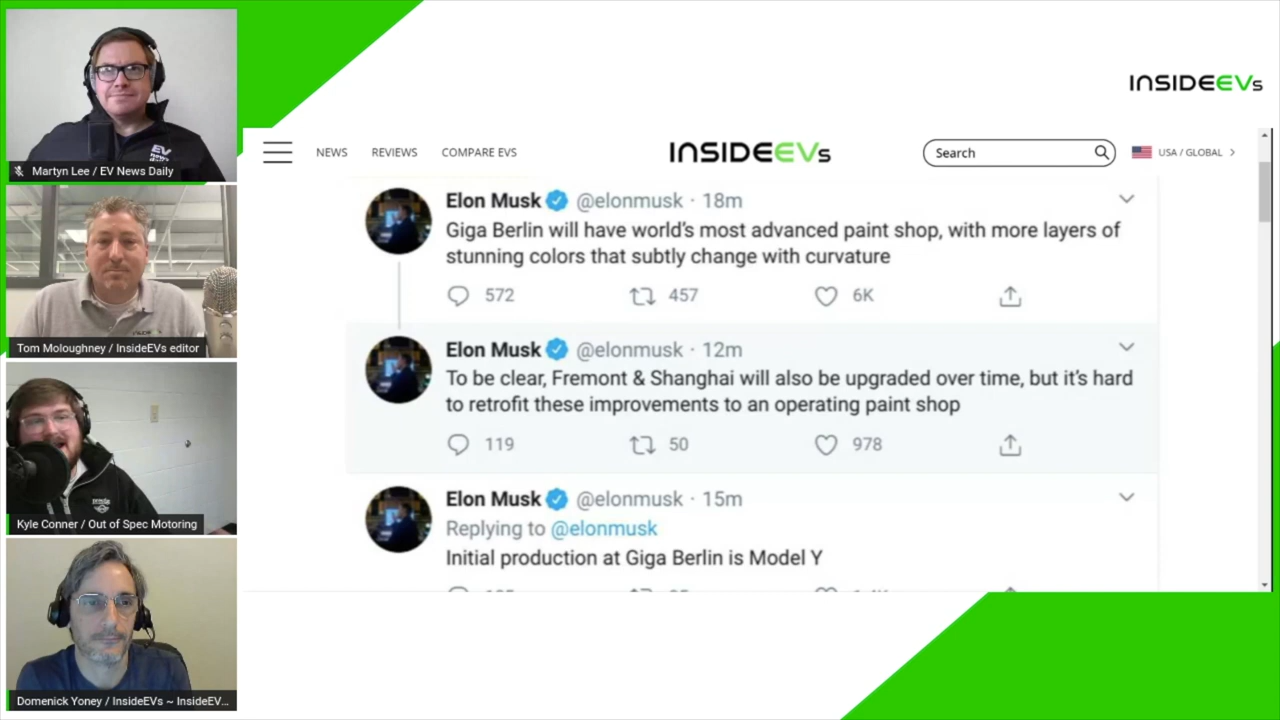 Martyn Lee / EV News Daily
Tom Moloughney / InsideEVs editor
Kyle Conner / Out of Spec Motoring
Domenick Yoney / InsideEVs ~ InsideEV...
INSIDEEVs
NEWS REVIEWS COMPARE EVS INSIDEEVs Search USA / GLOBAL
Elon Musk @elonmusk · 18m
Giga Berlin will have world's most advanced paint shop, with more layers of
stunning colors that subtly change with curvature
572 457 6K
Elon Musk @elonmusk · 12m
To be clear, Fremont & Shanghai will also be upgraded over time, but it's hard
to retrofit these improvements to an operating paint shop
119 50 978
Elon Musk @elonmusk · 15m
Replying to @elonmusk
Initial production at Giga Berlin is Model Y